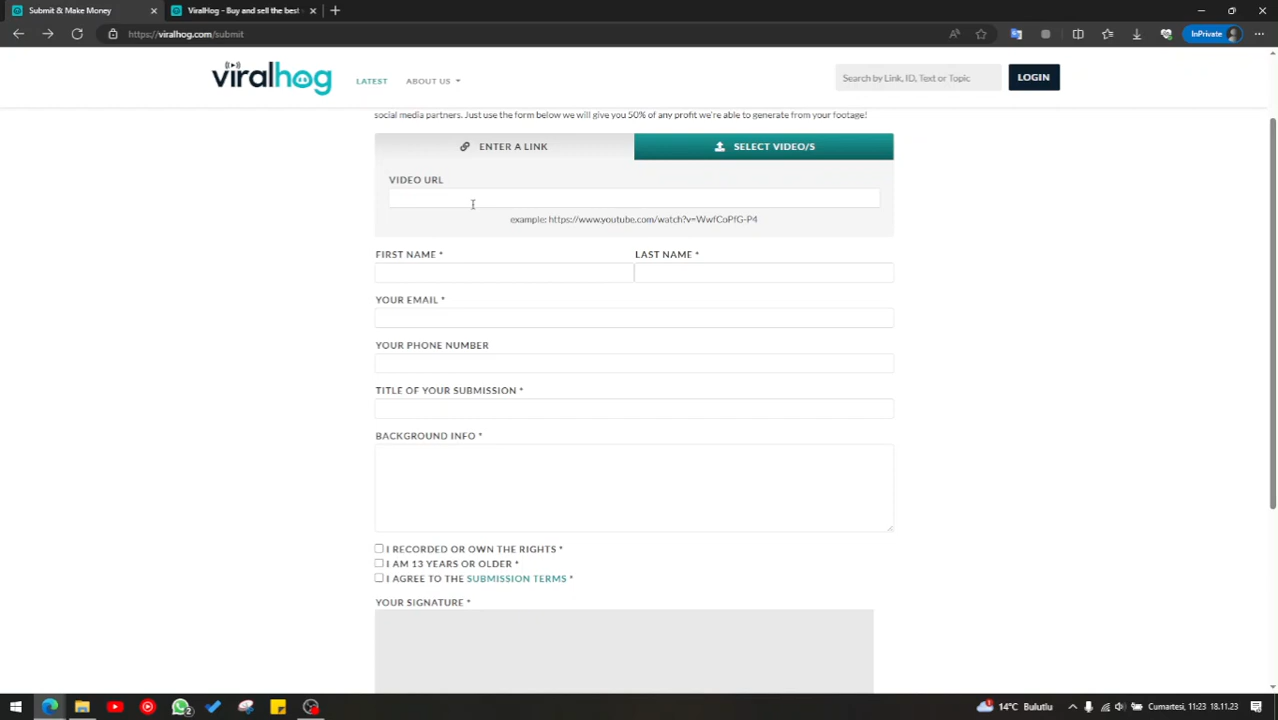 Submit & Make Money
ViralHog - Buy and sell the best
https://viralhog.com/submit
InPrivate
viralhog
LATEST
ABOUT US
Search by Link, ID, Text or Topic
LOGIN
social media partners. Just use the form below we will give you 50% of any profit we're able to generate from your footage!
ENTER A LINK
SELECT VIDEO/S
VIDEO URL
example: https://www.youtube.com/watch?v=WwfCoPfG-P4
FIRST NAME *
LAST NAME *
YOUR EMAIL *
YOUR PHONE NUMBER
TITLE OF YOUR SUBMISSION *
BACKGROUND INFO *
I RECORDED OR OWN THE RIGHTS *
I AM 13 YEARS OR OLDER *
I AGREE TO THE SUBMISSION TERMS *
YOUR SIGNATURE *
14°C Bulutlu
Cumartesi, 11:23 18.11.23